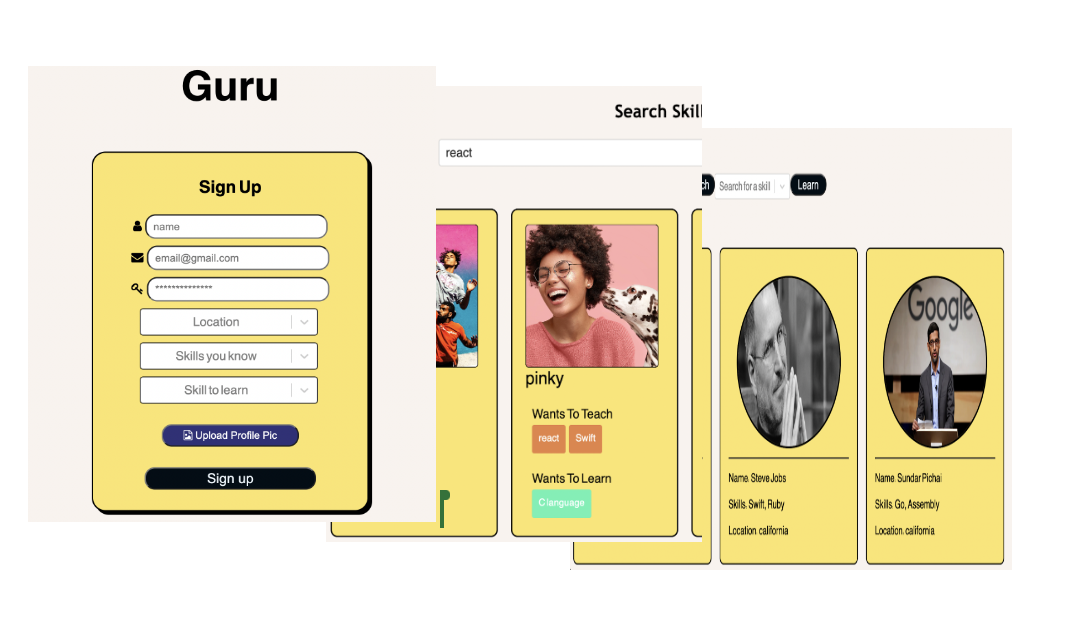 Guru
Sign Up
name
email@gmail.com
**************
Location
Skills you know
Skill to learn
Upload Profile Pic
Sign up
Search Skil
react
pinky
Wants To Teach
react Swift
Wants To Learn
C language
ch Search for a skill Learn
Name: Steve Jobs
Skills: Swift, Ruby
Location: california
Google
Name: Sundar Pichai
Skills: Go, Assembly
Location: california